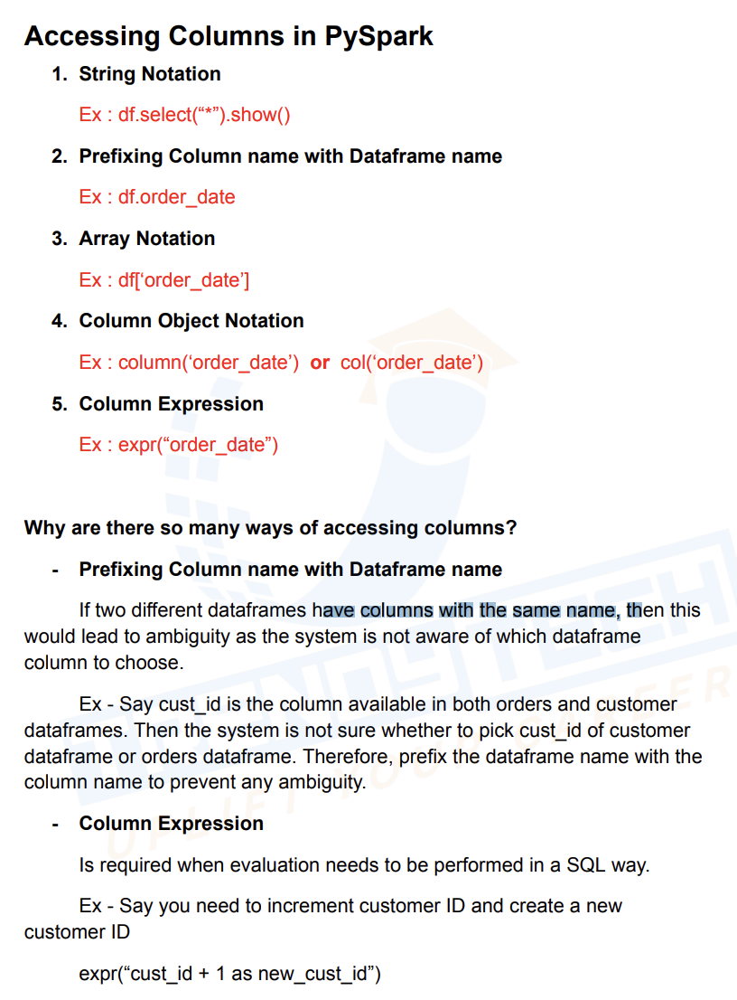 Accessing Columns in PySpark
1. String Notation
Ex : df.select(“*”).show()
2. Prefixing Column name with Dataframe name
Ex : df.order_date
3. Array Notation
Ex : df[‘order_date’]
4. Column Object Notation
Ex : column(‘order_date’) or col(‘order_date’)
5. Column Expression
Ex : expr(“order_date”)
Why are there so many ways of accessing columns?
- Prefixing Column name with Dataframe name
If two different dataframes have columns with the same name, then this
would lead to ambiguity as the system is not aware of which dataframe
column to choose.
Ex - Say cust_id is the column available in both orders and customer
dataframes. Then the system is not sure whether to pick cust_id of customer
dataframe or orders dataframe. Therefore, prefix the dataframe name with the
column name to prevent any ambiguity.
- Column Expression
Is required when evaluation needs to be performed in a SQL way.
Ex - Say you need to increment customer ID and create a new
customer ID
expr(“cust_id + 1 as new_cust_id”)
UPLIFT YOUR CAREER